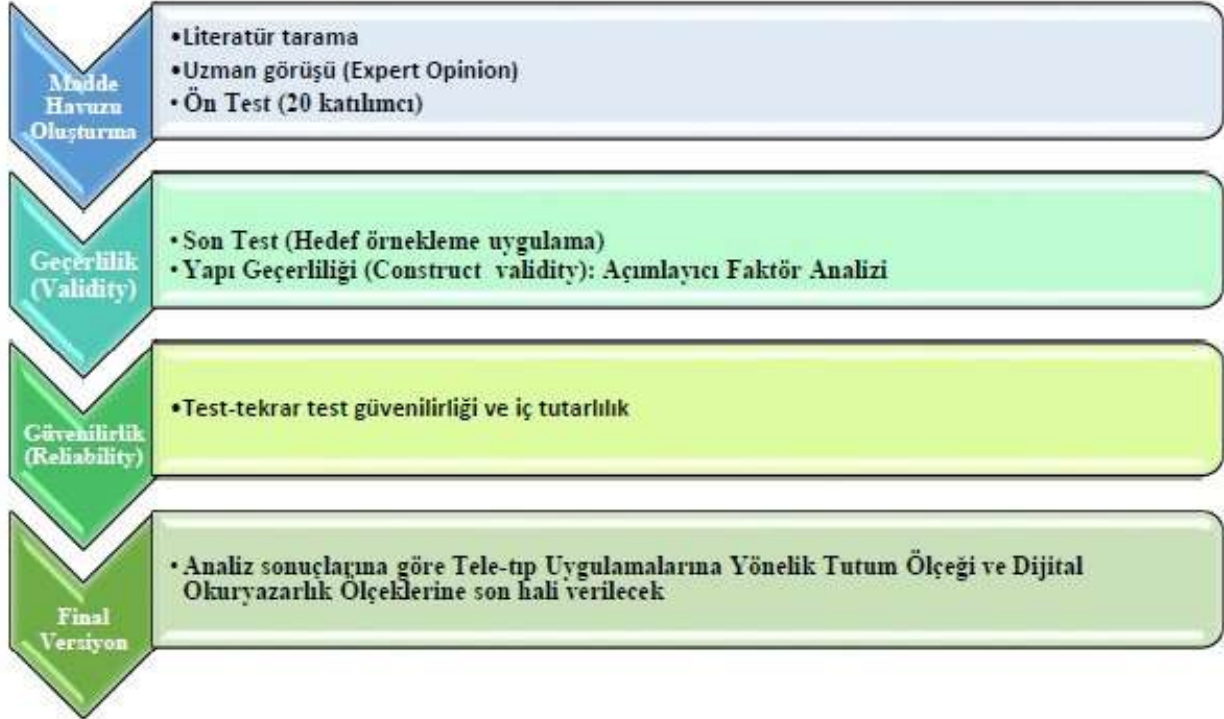 Madde
Havuzu
Oluşturma
•Literatür tarama
•Uzman görüşü (Expert Opinion)
• Ön Test (20 katılımcı)
Geçerlilik
(Validity)
• Son Test (Hedef örnekleme uygulama)
• Yapı Geçerliliği (Construct validity): Açımlayıcı Faktör Analizi
Güvenilirlik
(Reliability)
•Test-tekrar test güvenilirliği ve iç tutarlılık
Final
Versiyon
• Analiz sonuçlarına göre Tele-tıp Uygulamalarına Yönelik Tutum Ölçeği ve Dijital
Okuryazarlık Ölçeklerine son hali verilecek